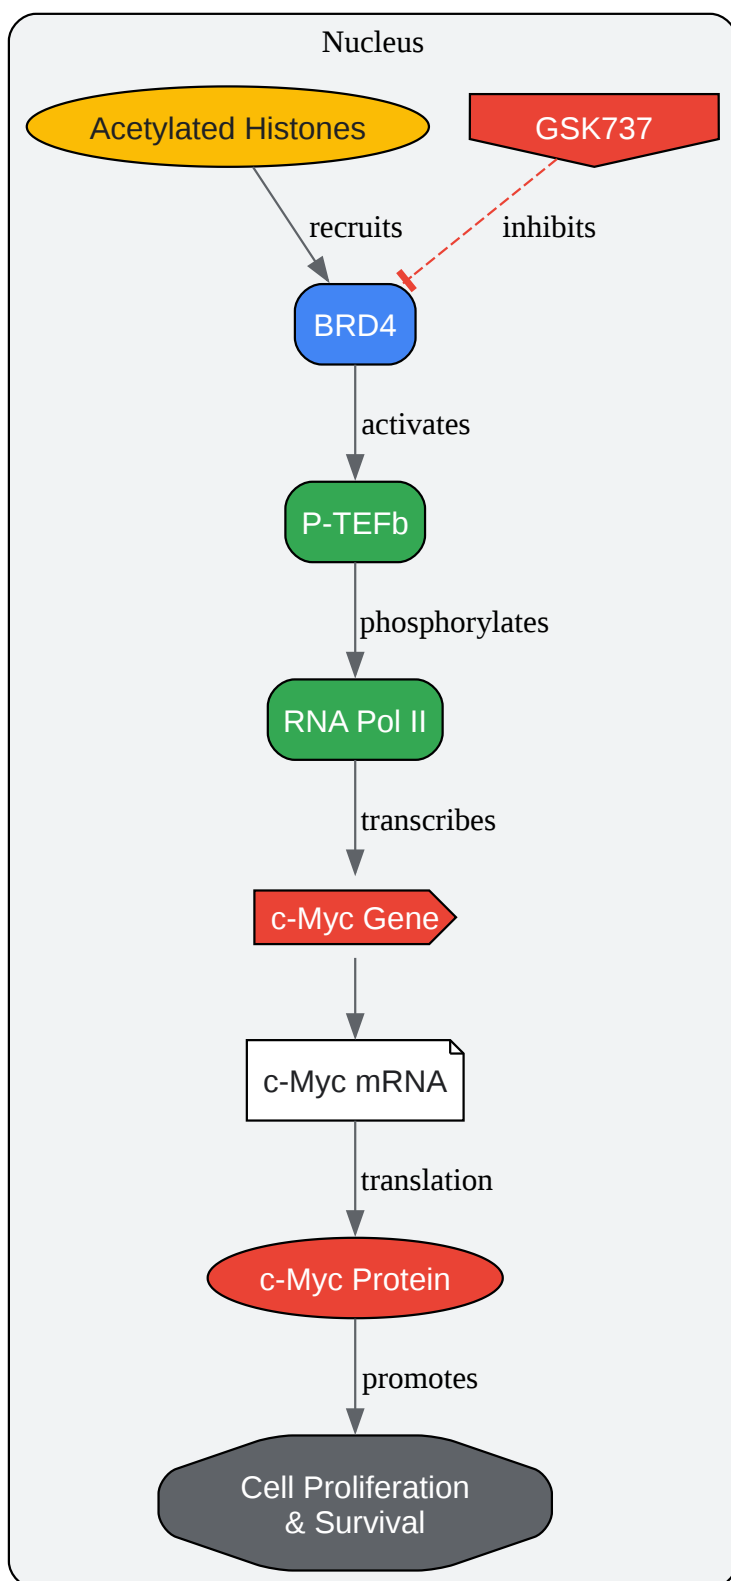 Nucleus
Acetylated Histones
GSK737
recruits
inhibits
BRD4
activates
P-TEFb
phosphorylates
RNA Pol II
transcribes
c-Myc Gene
c-Myc mRNA
translation
c-Myc Protein
promotes
Cell Proliferation
& Survival